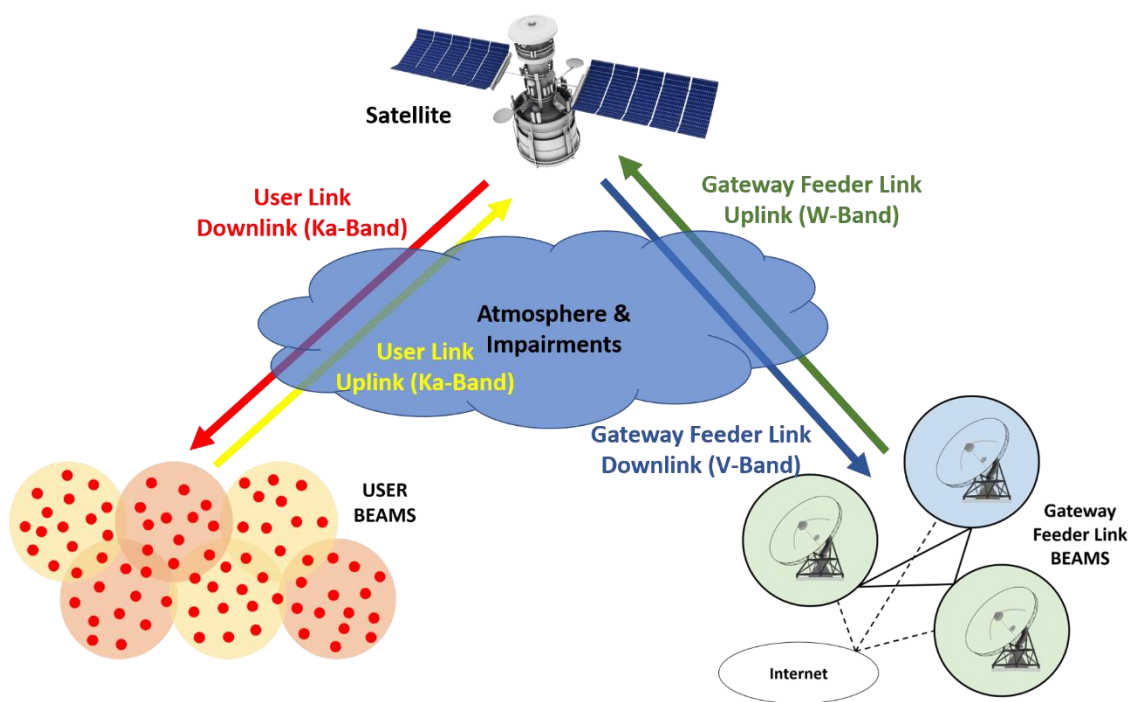 Satellite
User Link
Downlink (Ka-Band)
Gateway Feeder Link
Uplink (W-Band)
Atmosphere &
Impairments
User Link
Uplink (Ka-Band)
Gateway Feeder Link
Downlink (V-Band)
USER
BEAMS
Gateway
Feeder Link
BEAMS
Internet